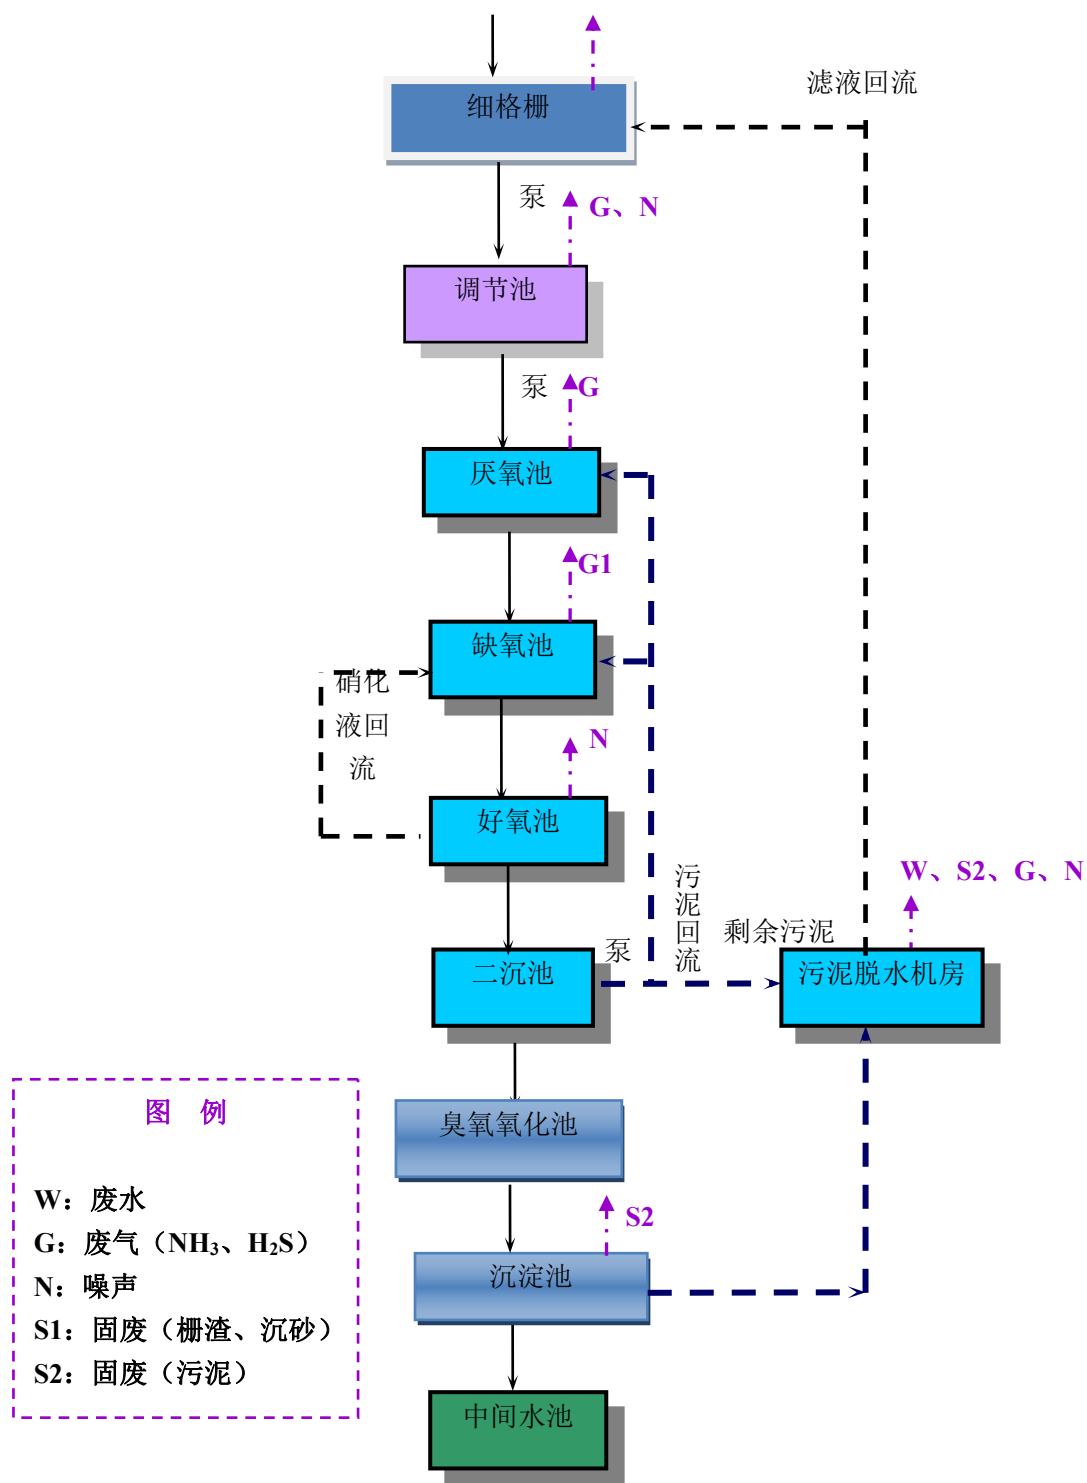 滤液回流
细格栅
泵
G、N
调节池
泵
G
厌氧池
G1
缺氧池
硝化
液回
流
N
好氧池
W、S2、G、N
污
泥
回
流
泵
剩余污泥
二沉池
污泥脱水机房
臭氧氧化池
S2
沉淀池
中间水池
图 例
W：废水
G：废气（NH₃、H₂S）
N：噪声
S1：固废（栅渣、沉砂）
S2：固废（污泥）